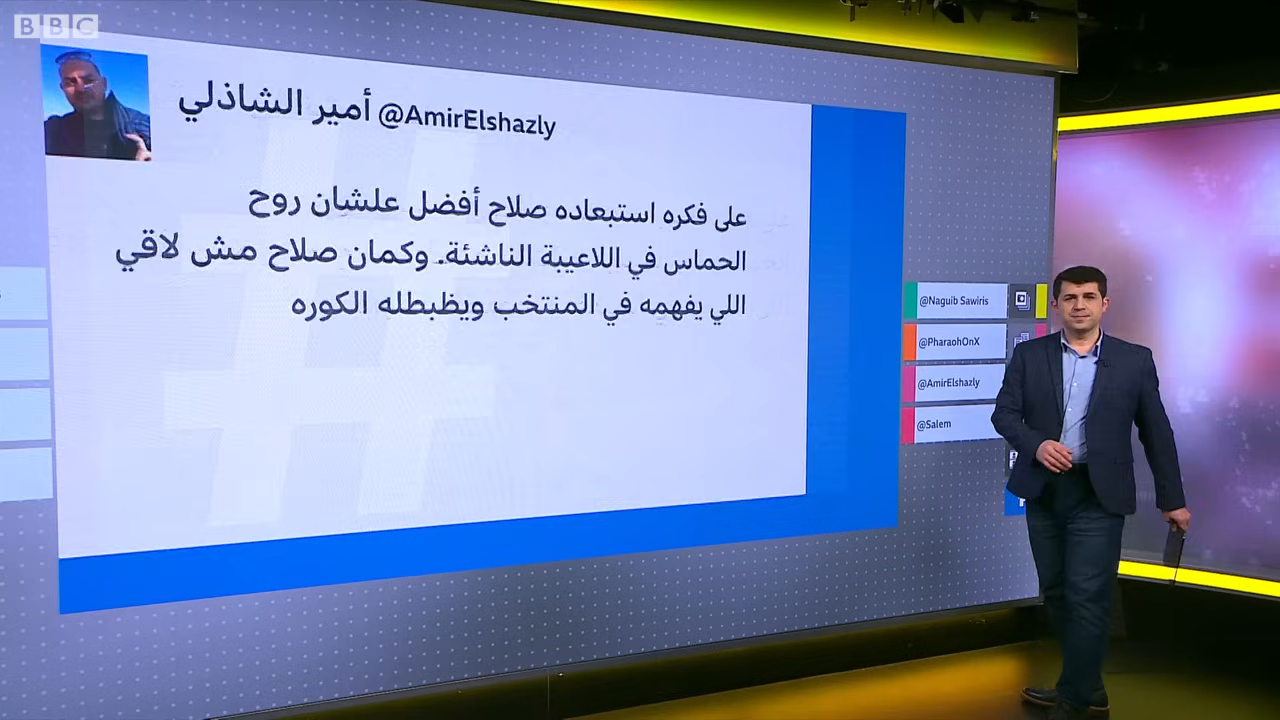 BBC
أمير الشاذلي @AmirElshazly
على فكره استبعاده صلاح أفضل علشان روح
الحماس في اللاعيبة الناشئة. وكمان صلاح مش لاقي
اللي يفهمه في المنتخب ويظبطله الكوره
@Naguib Sawiris
@PharaohOnX
@AmirElshazly
@Salem